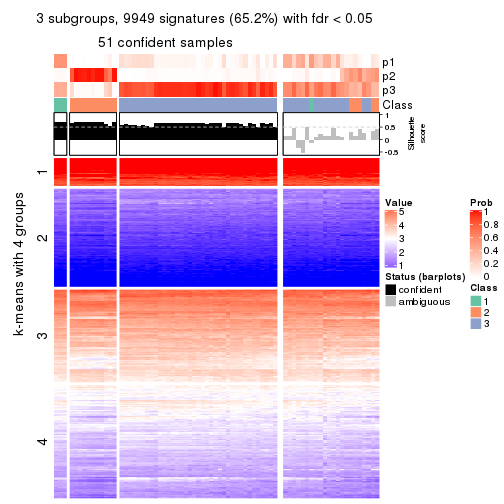 3 subgroups, 9949 signatures (65.2%) with fdr < 0.05
51 confident samples
p1
p2
p3
Class
1
0.5
0
-0.5
Silhouette
score
k-means with 4 groups
1
2
3
4
Value
5
4
3
2
1
Status (barplots)
confident
ambiguous
Prob
1
0.8
0.6
0.4
0.2
0
Class
1
2
3